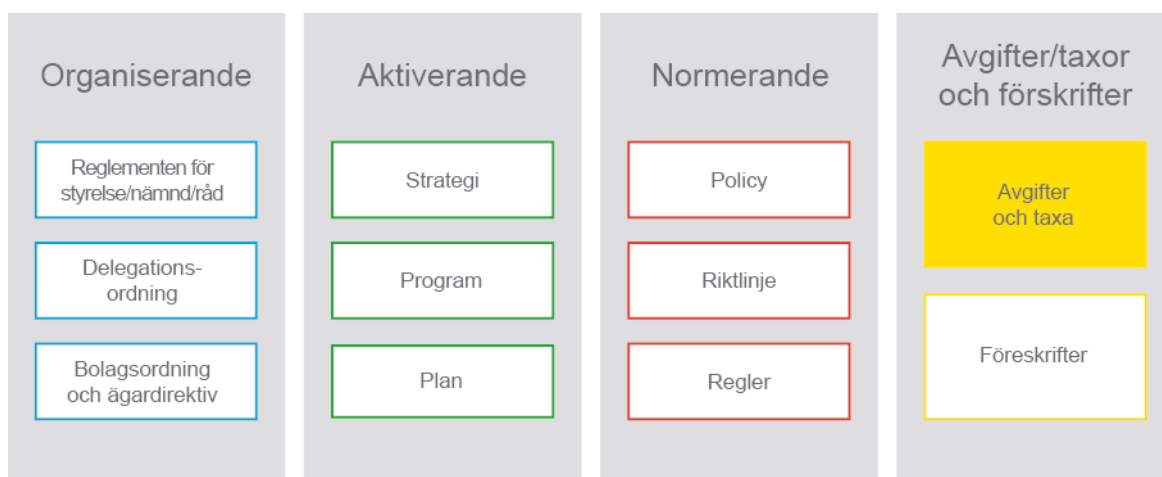 Organiserande
Reglementen för
styrelse/nämnd/råd
Delegations-
ordning
Bolagsordning
och ägardirektiv
Aktiverande
Strategi
Program
Plan
Normerande
Policy
Riktlinje
Regler
Avgifter/taxor
och förskrifter
Avgifter
och taxa
Föreskrifter